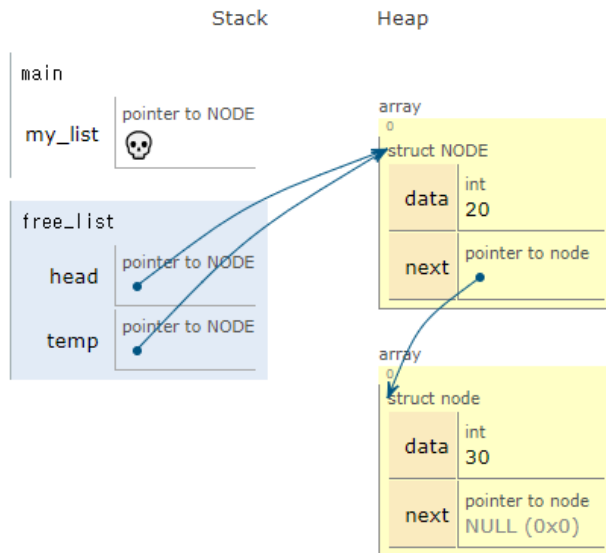 Stack Heap
main
my_list pointer to NODE
free_list
head pointer to NODE
temp pointer to NODE
array
0
struct NODE
data int
20
next pointer to node
array
0
struct node
data int
30
next pointer to node
NULL (0x0)